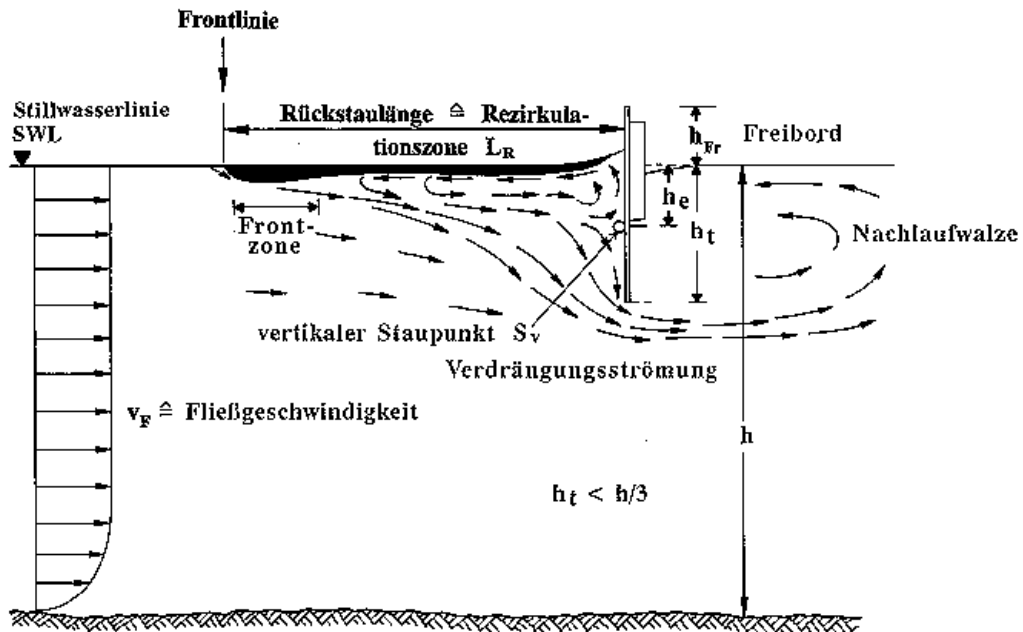 Frontlinie
Stillwasserlinie
SWL
Rückstaulänge ≙ Rezirkula-
tionszone L_R
h_Fr
Freibord
h_e
h_t
Front-
zone
Nachlaufwalze
vertikaler Staupunkt S_v
Verdrängungsströmung
v_F ≙ Fließgeschwindigkeit
h
h_t < h/3